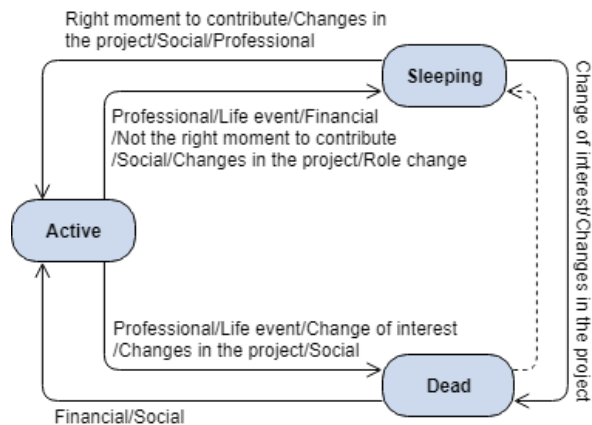 Right moment to contribute/Changes in
the project/Social/Professional
Sleeping
Professional/Life event/Financial
/Not the right moment to contribute
/Social/Changes in the project/Role change
Change of interest/Changes in the project
Active
Professional/Life event/Change of interest
/Changes in the project/Social
Dead
Financial/Social